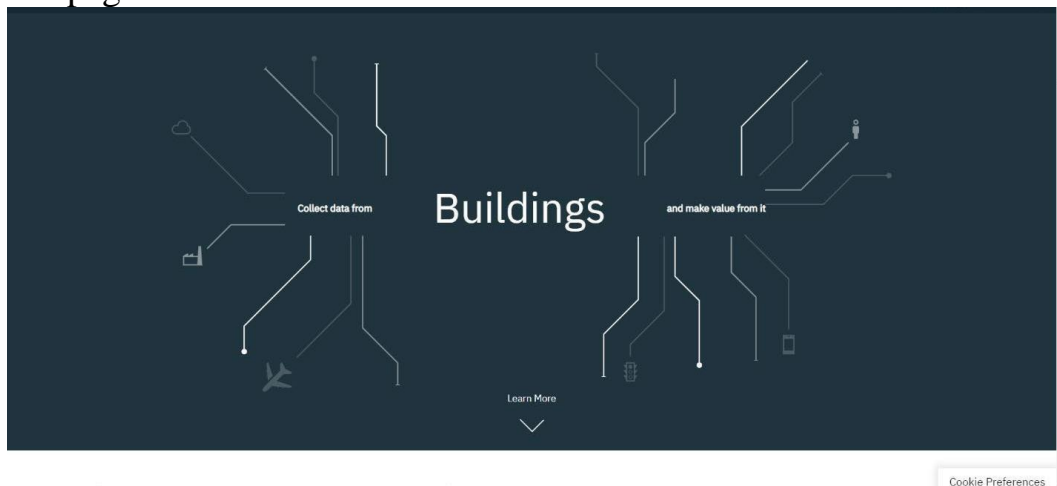 Collect data from Buildings and make value from it
Learn More
Cookie Preferences